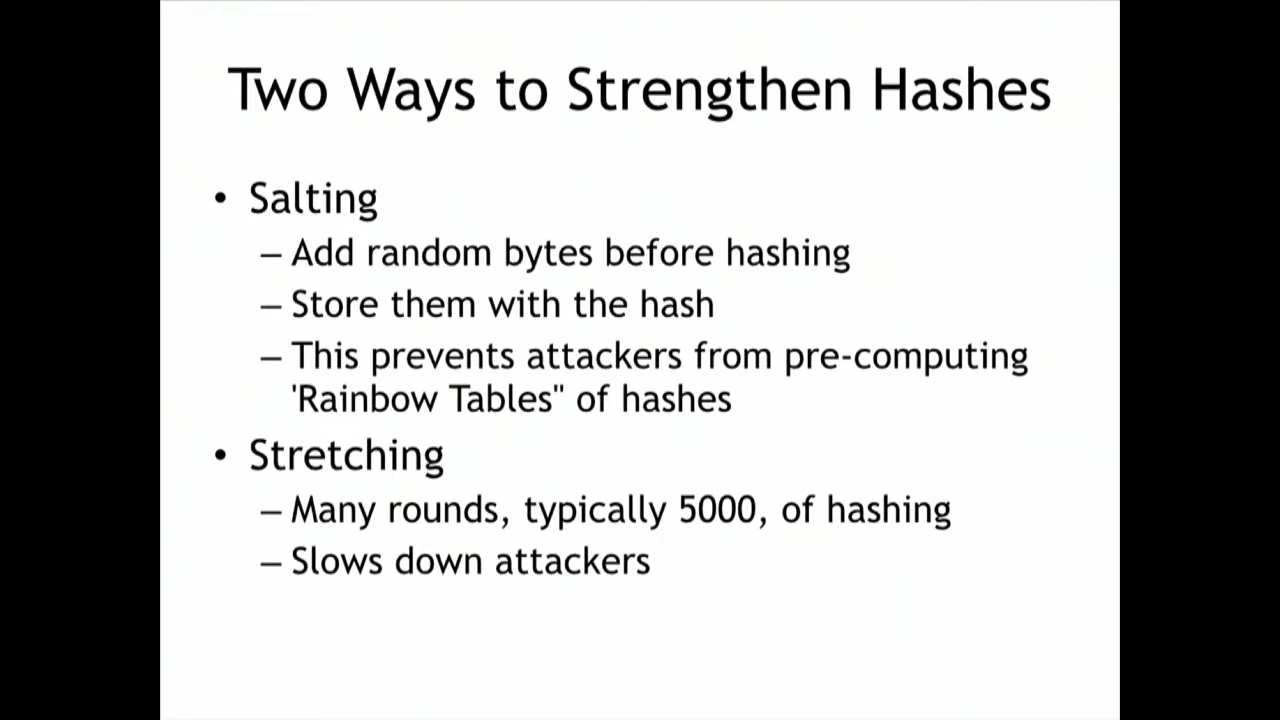 Two Ways to Strengthen Hashes
• Salting
– Add random bytes before hashing
– Store them with the hash
– This prevents attackers from pre-computing
'Rainbow Tables" of hashes
• Stretching
– Many rounds, typically 5000, of hashing
– Slows down attackers